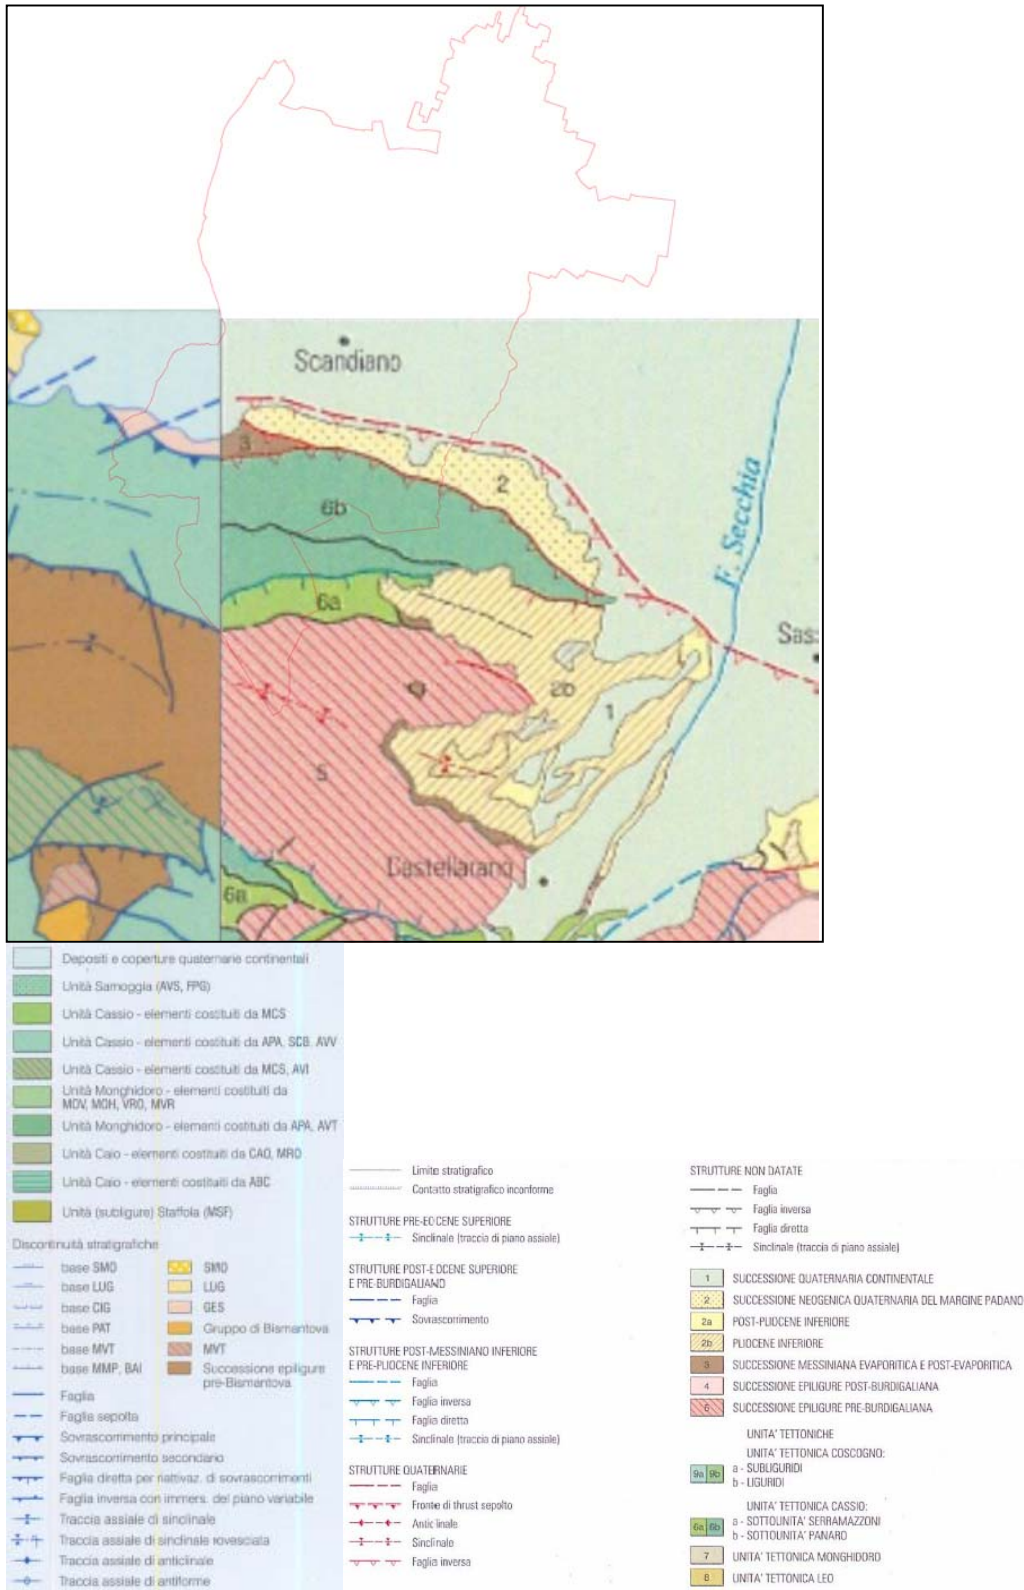 Scandiano
3
2
6b
F. Secchia
6a
Sas
2b
1
5
Castellarano
6a
Depositi e coperture quaternarie continentali
Unità Samoggia (AVS, FPG)
Unità Cassio - elementi costituiti da MCS
Unità Cassio - elementi costituiti da APA, SCB, AVV
Unità Cassio - elementi costituiti da MCS, AVI
Unità Monghidoro - elementi costituiti da
MOV, MOH, VRO, MVR
Unità Monghidoro - elementi costituiti da APA, AVT
Unità Caio - elementi costituiti da CAO, MRO
Unità Caio - elementi costituiti da ABC
Unità (subligure) Staffola (MSF)
Discontinuità stratigrafiche
base SMO SMO
base LUG LUG
base CIG GES
base PAT Gruppo di Bismantova
base MVT MVT
base MMP, BAI Successione epiligure
pre-Bismantova
Faglia
Faglia sepolta
Sovrascorrimento principale
Sovrascorrimento secondario
Faglia diretta per riattivaz. di sovrascorrimenti
Faglia inversa con immers. del piano variabile
Traccia assiale di sinclinale
Traccia assiale di sinclinale rovesciata
Traccia assiale di anticlinale
Traccia assiale di antiforme
Limite stratigrafico
Contatto stratigrafico inconforme
STRUTTURE PRE-EOCENE SUPERIORE
Sinclinale (traccia di piano assiale)
STRUTTURE POST-EOCENE SUPERIORE
E PRE-BURDIGALIANO
Faglia
Sovrascorrimento
STRUTTURE POST-MESSINIANO INFERIORE
E PRE-PLIOCENE INFERIORE
Faglia
Faglia inversa
Faglia diretta
Sinclinale (traccia di piano assiale)
STRUTTURE QUATERNARIE
Faglia
Fronte di thrust sepolto
Anticlinale
Sinclinale
Faglia inversa
STRUTTURE NON DATATE
Faglia
Faglia inversa
Faglia diretta
Sinclinale (traccia di piano assiale)
1 SUCCESSIONE QUATERNARIA CONTINENTALE
2 SUCCESSIONE NEOGENICA QUATERNARIA DEL MARGINE PADANO
2a POST-PLIOCENE INFERIORE
2b PLIOCENE INFERIORE
3 SUCCESSIONE MESSINIANA EVAPORITICA E POST-EVAPORITICA
4 SUCCESSIONE EPILIGURE POST-BURDIGALIANA
5 SUCCESSIONE EPILIGURE PRE-BURDIGALIANA
UNITA' TETTONICHE
UNITA' TETTONICA COSCOGNO:
9a 9b a - SUBLIGURIDI
b - LIGURIDI
UNITA' TETTONICA CASSIO:
6a 6b a - SOTTOUNITA' SERRAMAZZONI
b - SOTTOUNITA' PANARO
7 UNITA' TETTONICA MONGHIDORO
8 UNITA' TETTONICA LEO